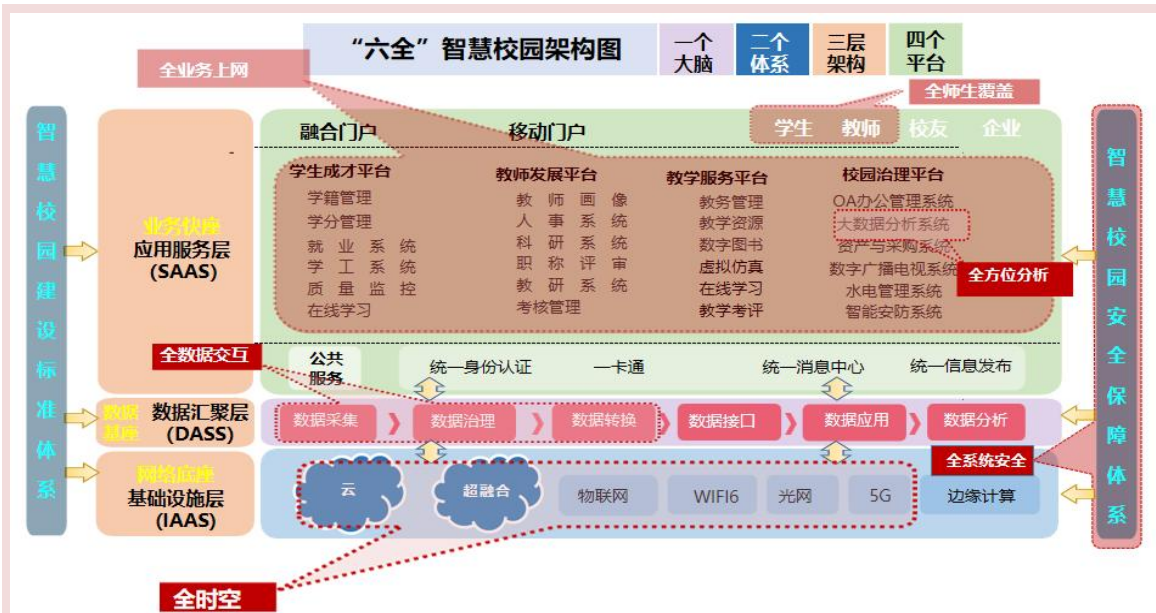 “六全”智慧校园架构图
一个
大脑
二个
体系
三层
架构
四个
平台
全业务上网
全师生覆盖
智慧校园建设标准体系
智慧校园安全保障体系
业务快座
应用服务层
(SAAS)
融合门户
移动门户
学生
教师
校友
企业
学生成才平台
学籍管理
学分管理
就业系统
学工系统
质量监控
在线学习
教师发展平台
教师画像
人事系统
科研系统
职称评审
教研系统
考核管理
教学服务平台
教务管理
教学资源
数字图书
虚拟仿真
在线学习
教学考评
校园治理平台
OA办公管理系统
大数据分析系统
资产与采购系统
数字广播电视系统
水电管理系统
智能安防系统
全方位分析
全数据交互
公共
服务
统一身份认证
一卡通
统一消息中心
统一信息发布
数据
基座
数据汇聚层
(DASS)
数据采集
数据治理
数据转换
数据接口
数据应用
数据分析
全系统安全
网络底座
基础设施层
(IAAS)
云
超融合
物联网
WIFI6
光网
5G
边缘计算
全时空